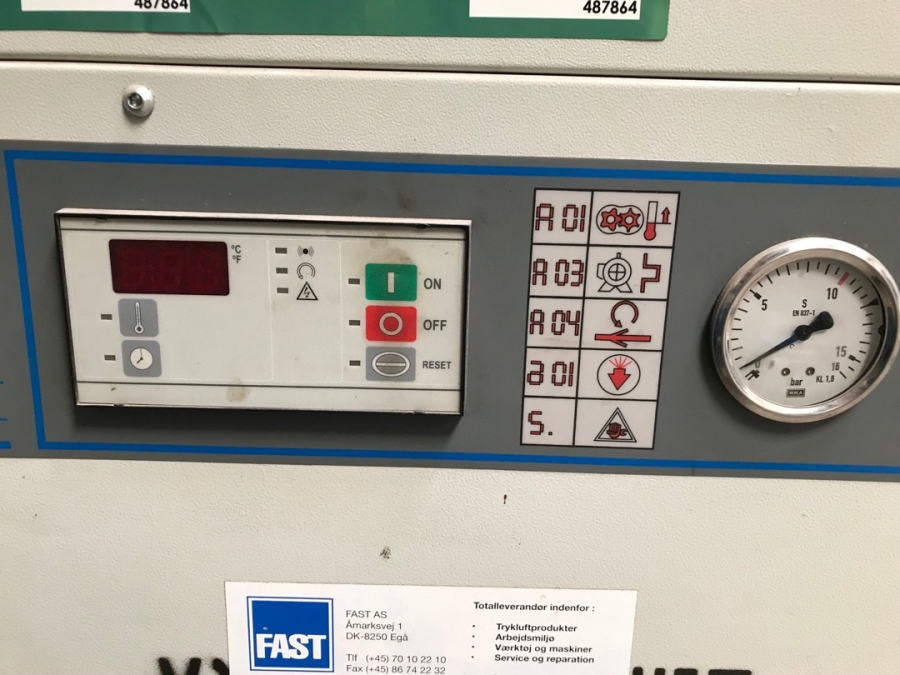 487864
487864
°C
°F
ON
OFF
RESET
A 01
A 03
A 04
a 01
S.
5
S
10
EN 837-1
0
15
16
bar
KL 1,6
WIKA
FAST
FAST AS
Åmarksvej 1
DK-8250 Egå
Tlf (+45) 70 10 22 10
Fax (+45) 86 74 22 32
Totalleverandør indenfor :
· Trykluftprodukter
· Arbejdsmiljø
· Værktøj og maskiner
· Service og reparation